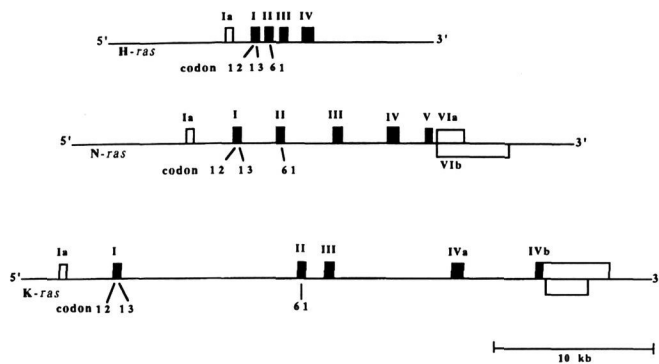 Ia I II III IV
5' 3'
H-ras
codon 12 13 61
Ia I II III IV V VIa
5' 3'
N-ras VIb
codon 12 13 61
Ia I II III IVa IVb
5' 3
K-ras
codon 12 13 61
10 kb